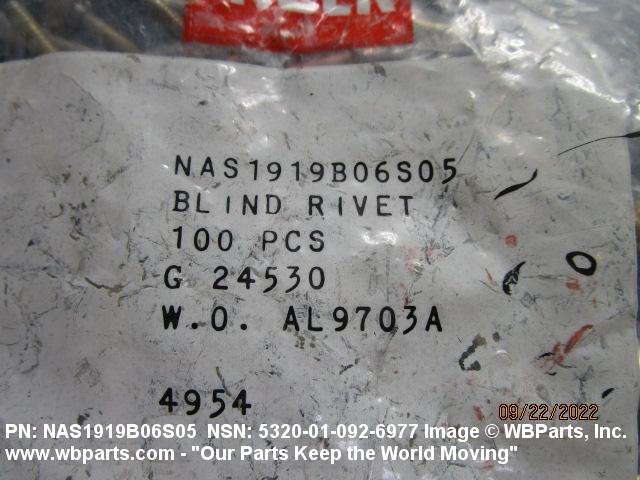 NAS1919B06S05
BLIND RIVET
100 PCS
G 24530
W.O. AL9703A
4954
09/22/2022
PN: NAS1919B06S05 NSN: 5320-01-092-6977 Image © WBParts, Inc.
www.wbparts.com - "Our Parts Keep the World Moving"